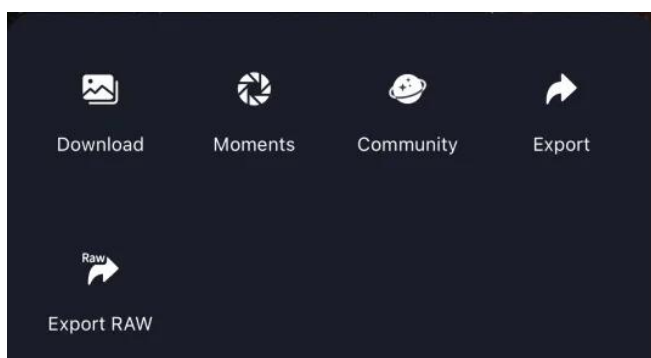 Download
Moments
Community
Export
Raw
Export RAW